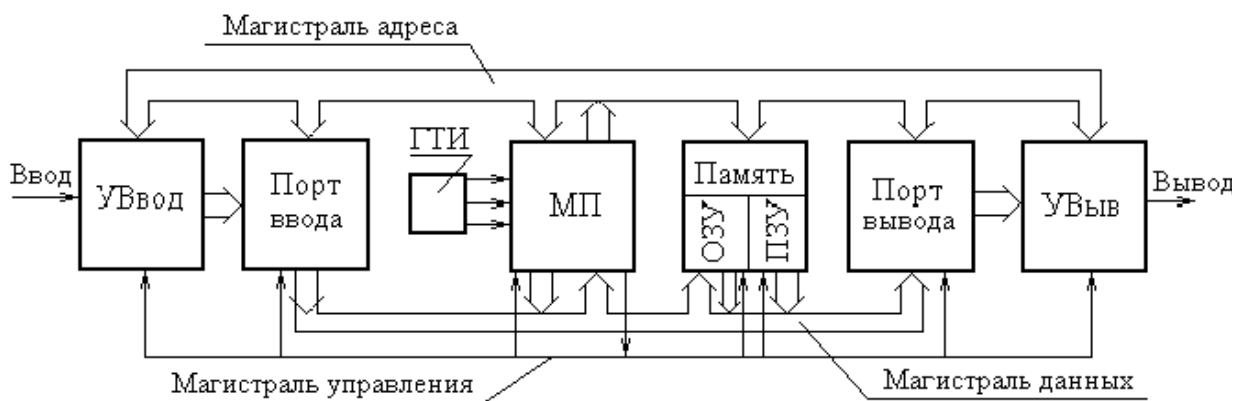 Магистраль адреса
Ввод
УВвод
Порт
ввода
ГТИ
МП
Память
ОЗУ
ПЗУ
Порт
вывода
УВыв
Вывод
Магистраль управления
Магистраль данных